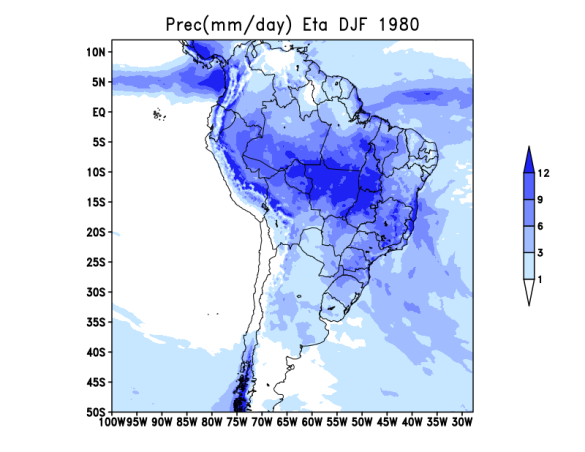 Prec(mm/day) Eta DJF 1980
10N
5N
EQ
5S
10S
15S
20S
25S
30S
35S
40S
45S
50S
100W 95W 90W 85W 80W 75W 70W 65W 60W 55W 50W 45W 40W 35W 30W
12
9
6
3
1